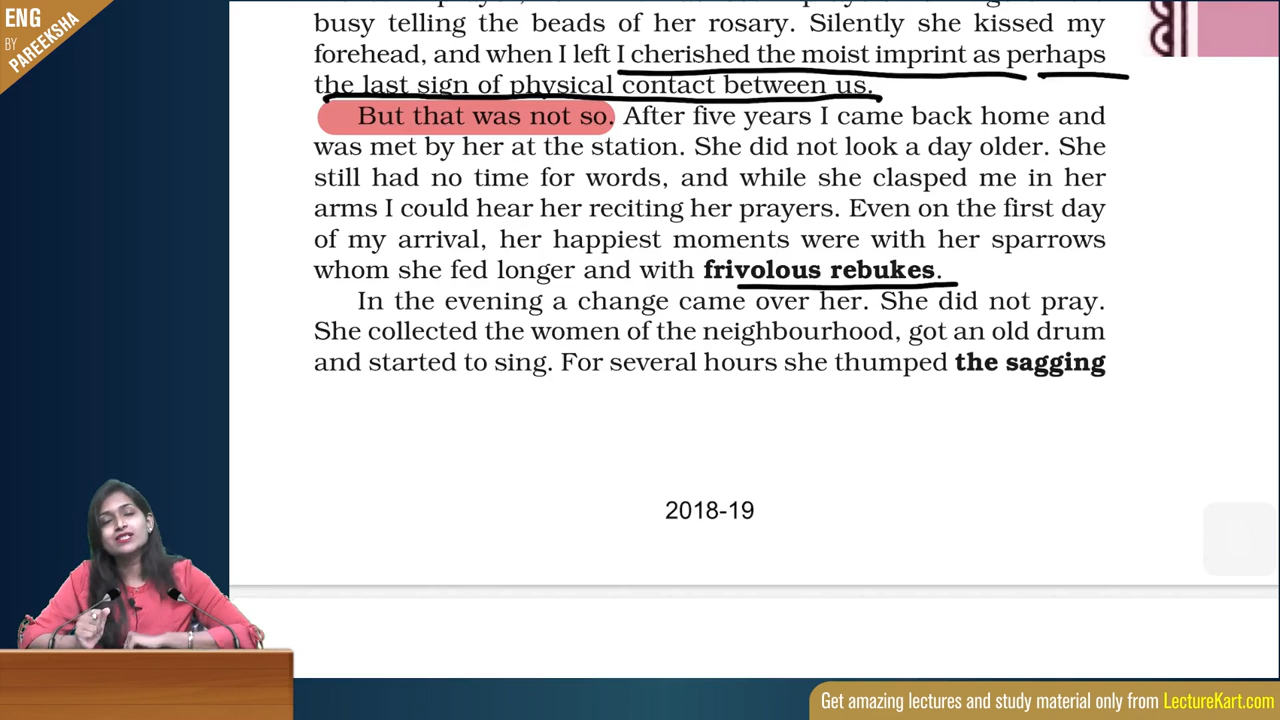 ENG
BY
PAREEKSHA
busy telling the beads of her rosary. Silently she kissed my
forehead, and when I left I cherished the moist imprint as perhaps
the last sign of physical contact between us.
But that was not so. After five years I came back home and
was met by her at the station. She did not look a day older. She
still had no time for words, and while she clasped me in her
arms I could hear her reciting her prayers. Even on the first day
of my arrival, her happiest moments were with her sparrows
whom she fed longer and with frivolous rebukes.
In the evening a change came over her. She did not pray.
She collected the women of the neighbourhood, got an old drum
and started to sing. For several hours she thumped the sagging
2018-19
Get amazing lectures and study material only from LectureKart.com